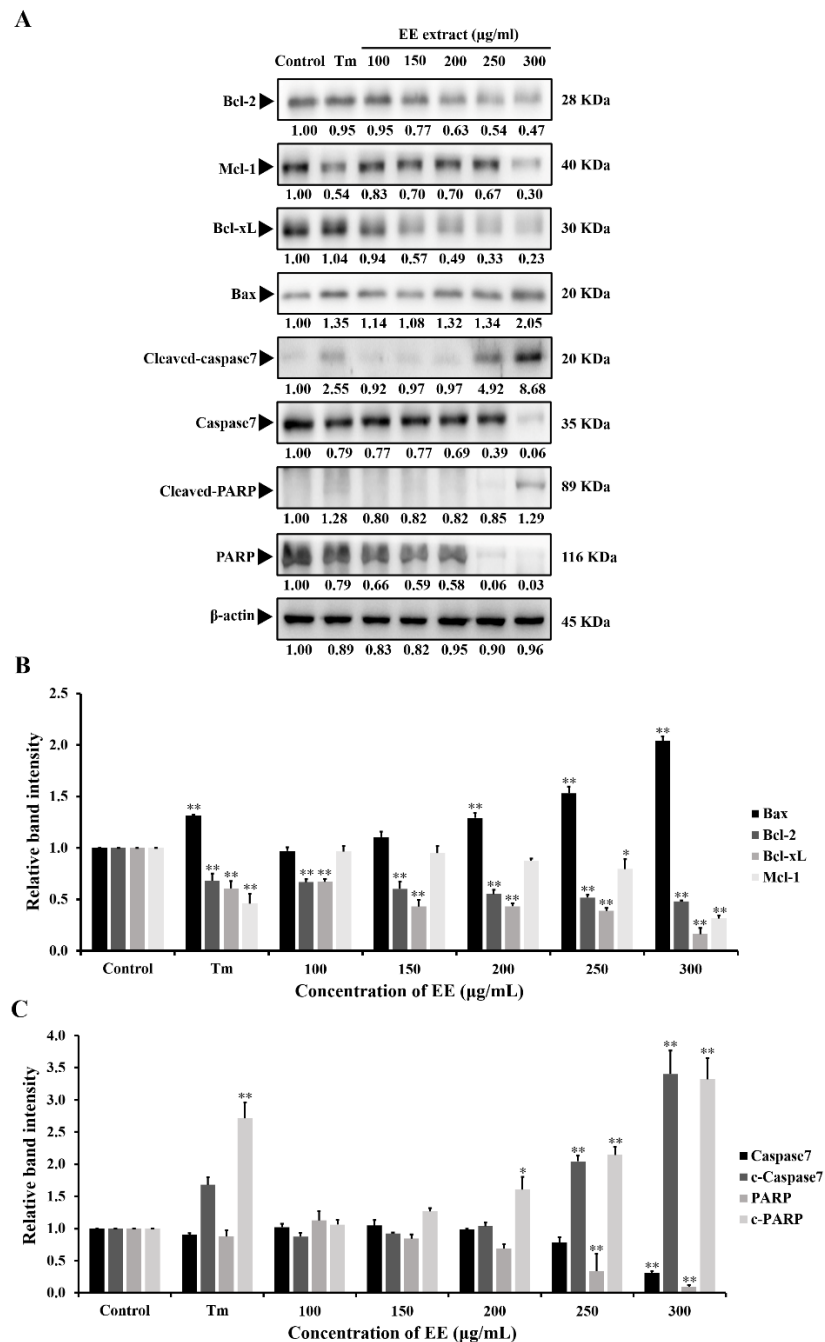 A
EE extract (µg/ml)
Control Tm 100 150 200 250 300
Bcl-2 28 KDa
1.00 0.95 0.95 0.77 0.63 0.54 0.47
Mcl-1 40 KDa
1.00 0.54 0.83 0.70 0.70 0.67 0.30
Bcl-xL 30 KDa
1.00 1.04 0.94 0.57 0.49 0.33 0.23
Bax 20 KDa
1.00 1.35 1.14 1.08 1.32 1.34 2.05
Cleaved-caspase7 20 KDa
1.00 2.55 0.92 0.97 0.97 4.92 8.68
Caspase7 35 KDa
1.00 0.79 0.77 0.77 0.69 0.39 0.06
Cleaved-PARP 89 KDa
1.00 1.28 0.80 0.82 0.82 0.85 1.29
PARP 116 KDa
1.00 0.79 0.66 0.59 0.58 0.06 0.03
β-actin 45 KDa
1.00 0.89 0.83 0.82 0.95 0.90 0.96
B
Relative band intensity
2.5
2.0
1.5
1.0
0.5
0.0
** ** ** **
** **
** **
** ** **
** ** ** *
** ** ** **
Bax
Bcl-2
Bcl-xL
Mcl-1
Control Tm 100 150 200 250 300
Concentration of EE (µg/mL)
C
Relative band intensity
4.0
3.5
3.0
2.5
2.0
1.5
1.0
0.5
0.0
**
*
** ** **
** ** ** **
Caspase7
c-Caspase7
PARP
c-PARP
Control Tm 100 150 200 250 300
Concentration of EE (µg/mL)